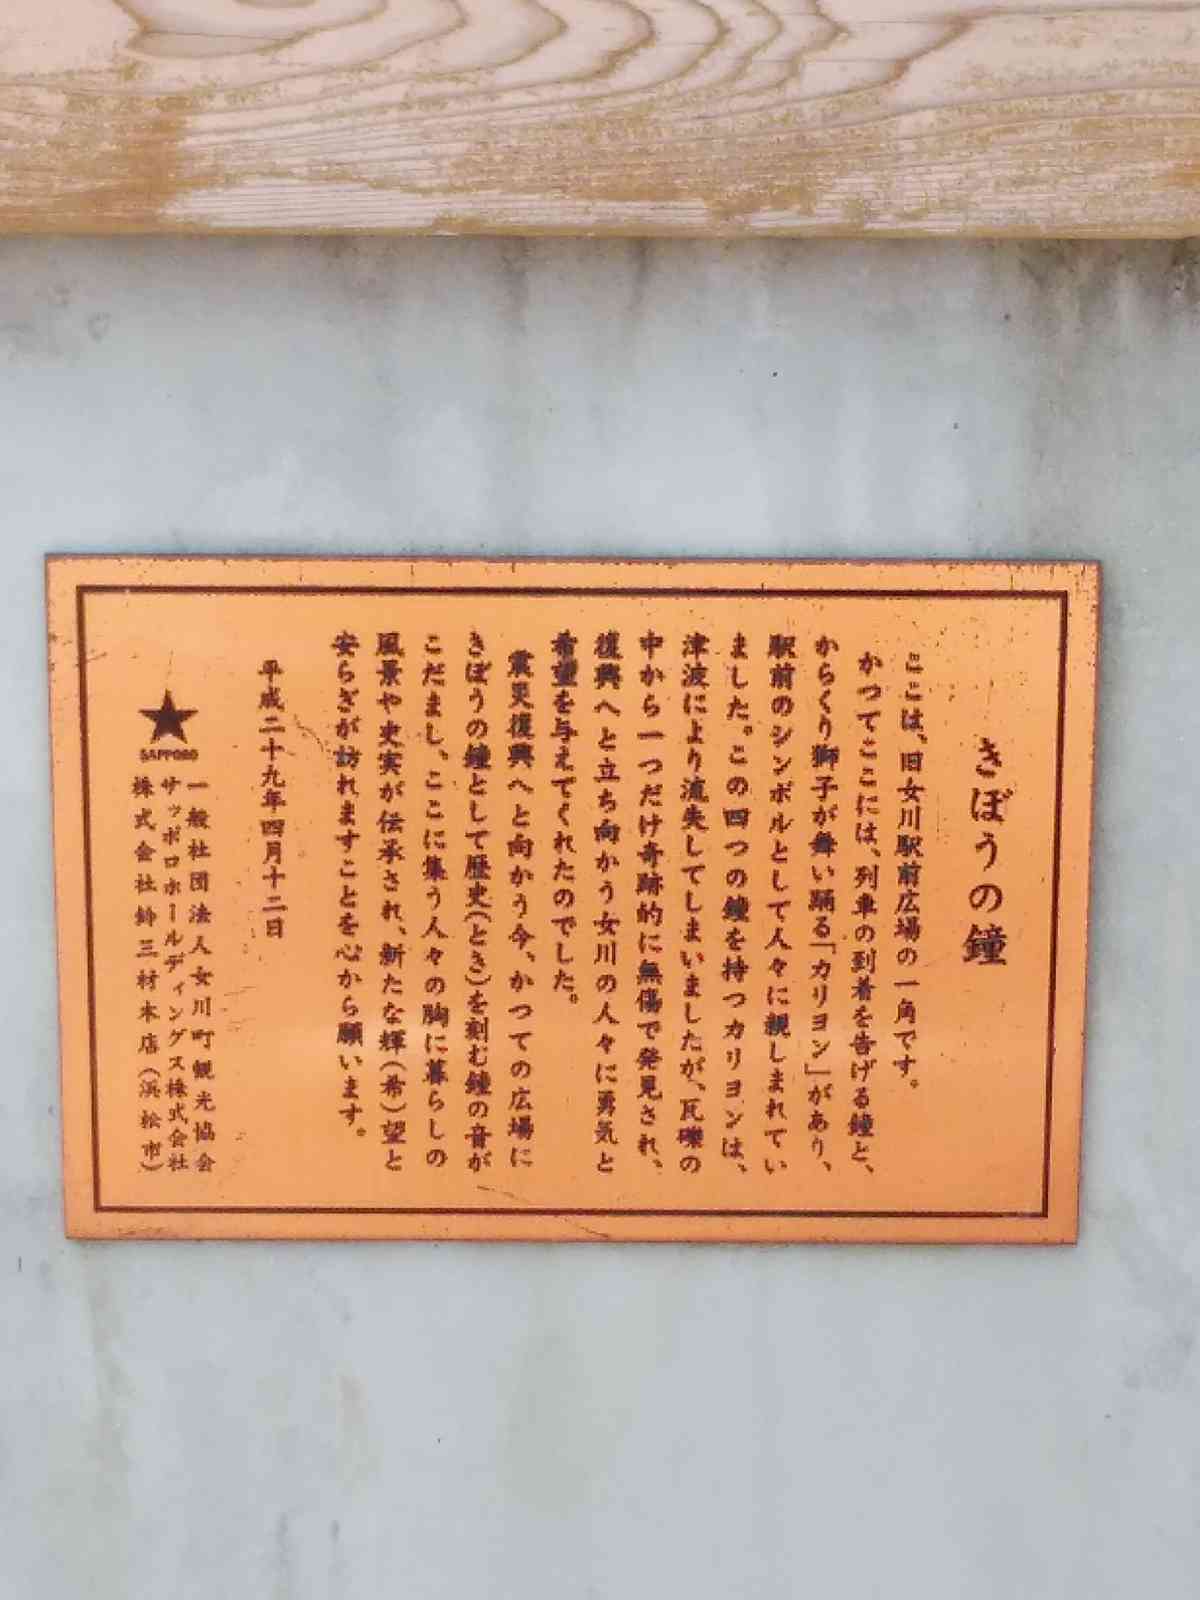 きぼうの鐘
ここは、旧女川駅前広場の一角です。
かつてここには、列車の到着を告げる鐘と、
からくり獅子が舞い踊る「カリヨン」があり、
駅前のシンボルとして人々に親しまれてい
ました。この四つの鐘を持つカリヨンは、
津波により流失してしまいましたが、瓦礫の
中から一つだけ奇跡的に無傷で発見され、
復興へと立ち向かう女川の人々に勇気と
希望を与えてくれたのでした。
震災復興へと向かう今、かつての広場に
きぼうの鐘として歴史(とき)を刻む鐘の音が
こだまし、ここに集う人々の胸に暮らしの
風景や史実が伝承され、新たな輝(希)望と
安らぎが訪れますことを心から願います。
平成二十九年四月十二日
一般社団法人女川町観光協会
SAPPORO
サッポロホールディングス株式会社
株式会社鈴三材木店(浜松市)